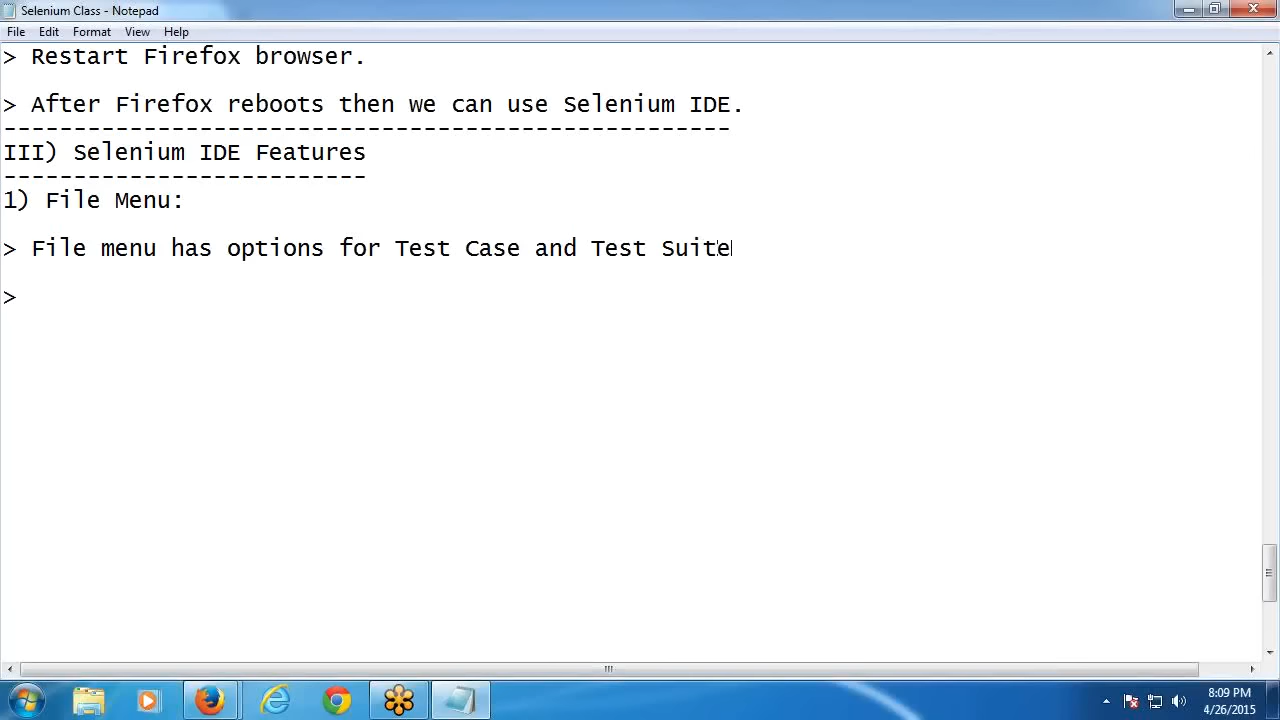 Selenium Class - Notepad
File Edit Format View Help
> Restart Firefox browser.
> After Firefox reboots then we can use Selenium IDE.
----------------------------------------------------
III) Selenium IDE Features
--------------------------
1) File Menu:
> File menu has options for Test Case and Test Suite
>
8:09 PM
4/26/2015